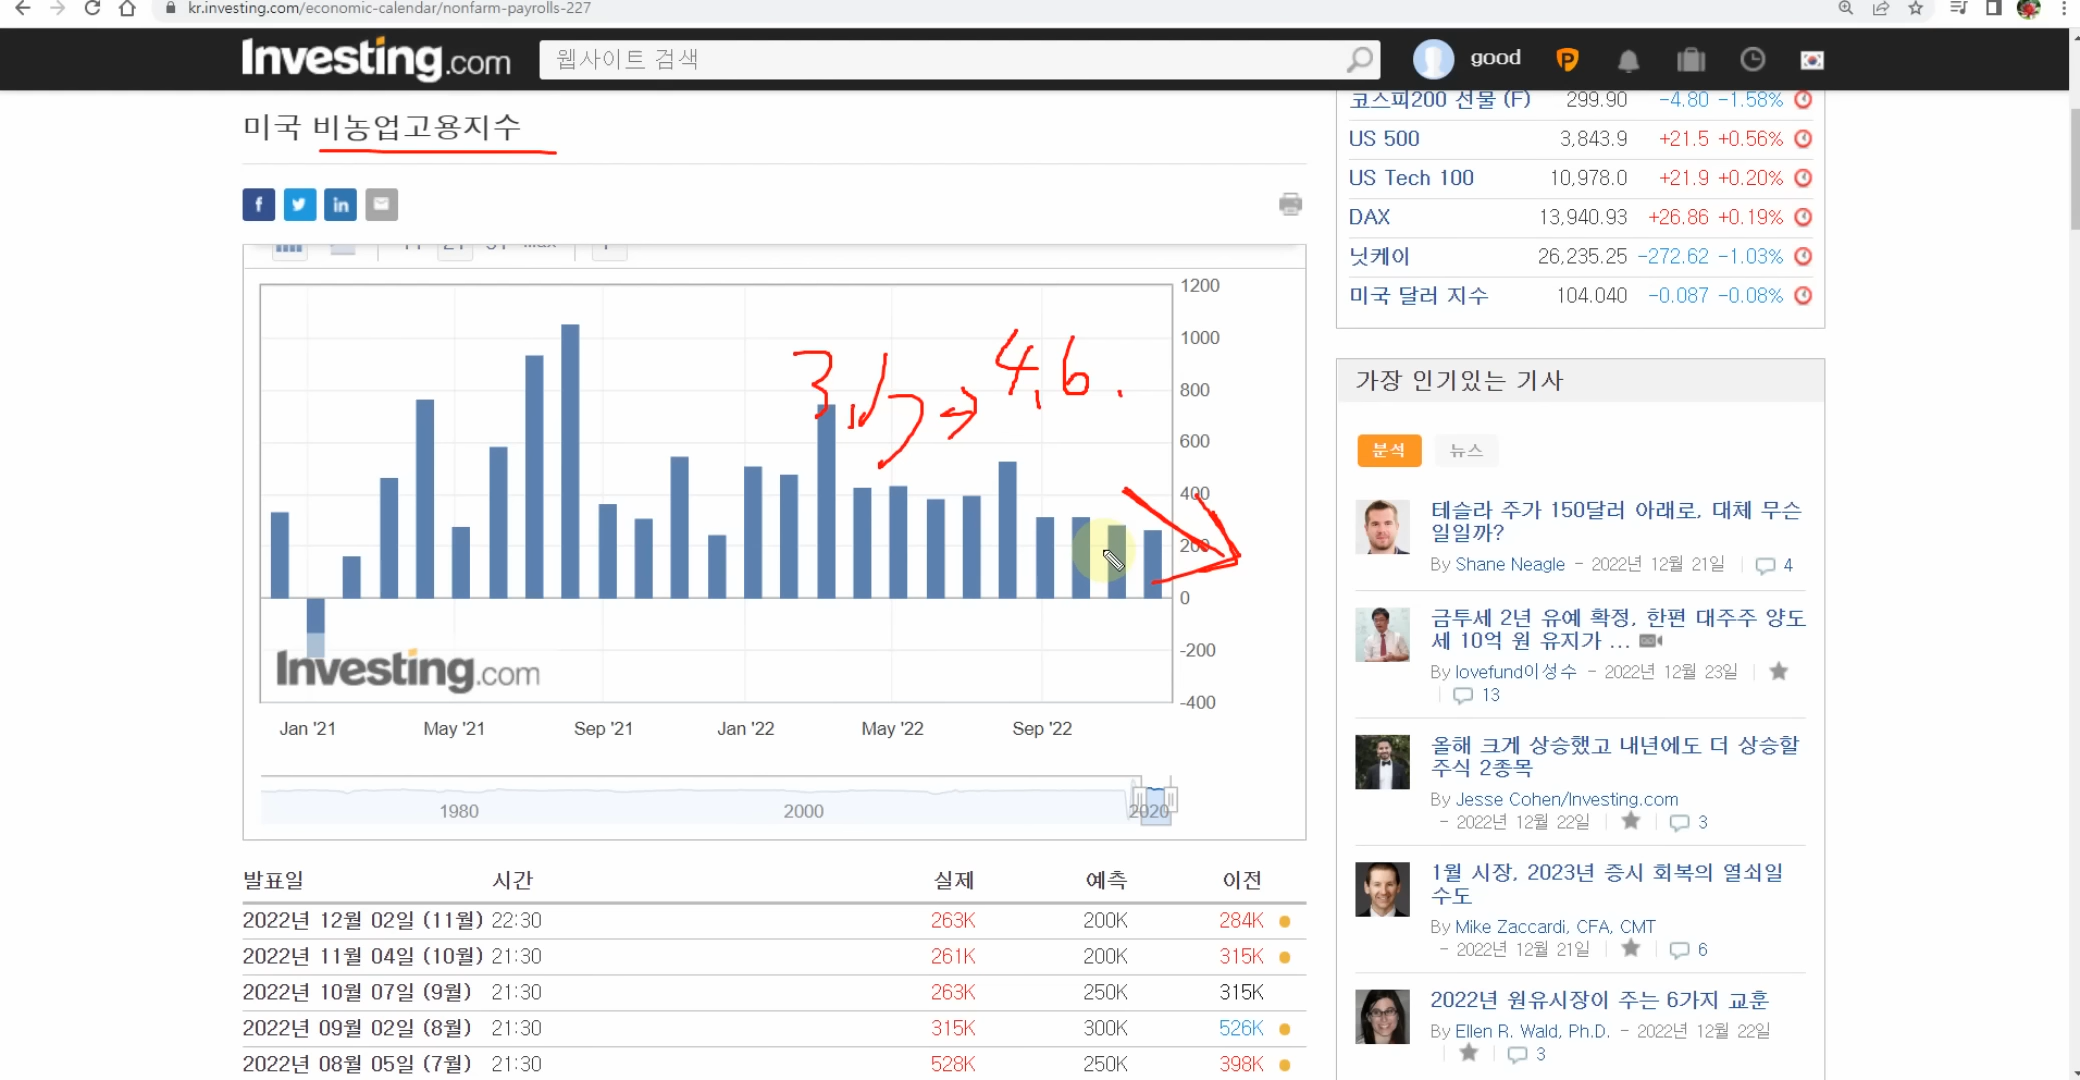 kr.investing.com/economic-calendar/nonfarm-payrolls-227
Investing.com
웹사이트 검색
good
미국 비농업고용지수
1200
1000
800
600
400
200
0
-200
-400
3.
→ 4.6.
Investing.com
Jan '21
May '21
Sep '21
Jan '22
May '22
Sep '22
1980
2000
2020
발표일 시간 실제 예측 이전
2022년 12월 02일 (11월) 22:30 263K 200K 284K
2022년 11월 04일 (10월) 21:30 261K 200K 315K
2022년 10월 07일 (9월) 21:30 263K 250K 315K
2022년 09월 02일 (8월) 21:30 315K 300K 526K
2022년 08월 05일 (7월) 21:30 528K 250K 398K
코스피200 선물 (F) 299.90 -4.80 -1.58%
US 500 3,843.9 +21.5 +0.56%
US Tech 100 10,978.0 +21.9 +0.20%
DAX 13,940.93 +26.86 +0.19%
닛케이 26,235.25 -272.62 -1.03%
미국 달러 지수 104.040 -0.087 -0.08%
가장 인기있는 기사
분석 뉴스
테슬라 주가 150달러 아래로, 대체 무슨
일일까?
By Shane Neagle - 2022년 12월 21일 4
금투세 2년 유예 확정, 한편 대주주 양도
세 10억 원 유지가 ...
By lovefund이성수 - 2022년 12월 23일
13
올해 크게 상승했고 내년에도 더 상승할
주식 2종목
By Jesse Cohen/Investing.com
- 2022년 12월 22일 3
1월 시장, 2023년 증시 회복의 열쇠일
수도
By Mike Zaccardi, CFA, CMT
- 2022년 12월 21일 6
2022년 원유시장이 주는 6가지 교훈
By Ellen R. Wald, Ph.D. - 2022년 12월 22일
3